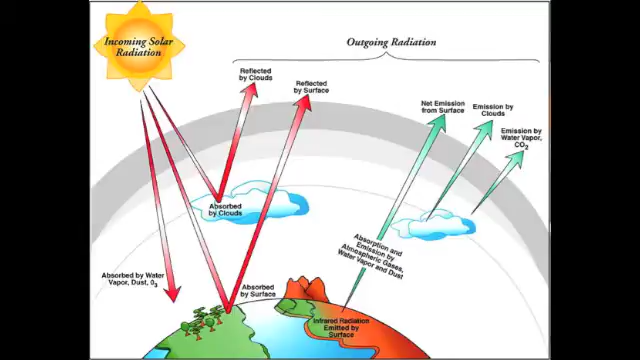 Incoming Solar
Radiation
Outgoing Radiation
Reflected
by Clouds
Reflected
by Surface
Net Emission
from Surface
Emission by
Clouds
Emission by
Water Vapor,
CO2
Absorbed
by Clouds
Absorption and
Emission by
Atmospheric Gases,
Water Vapor and Dust
Absorbed by Water
Vapor, Dust, 03
Absorbed
by Surface
Infrared Radiation
Emitted by
Surface